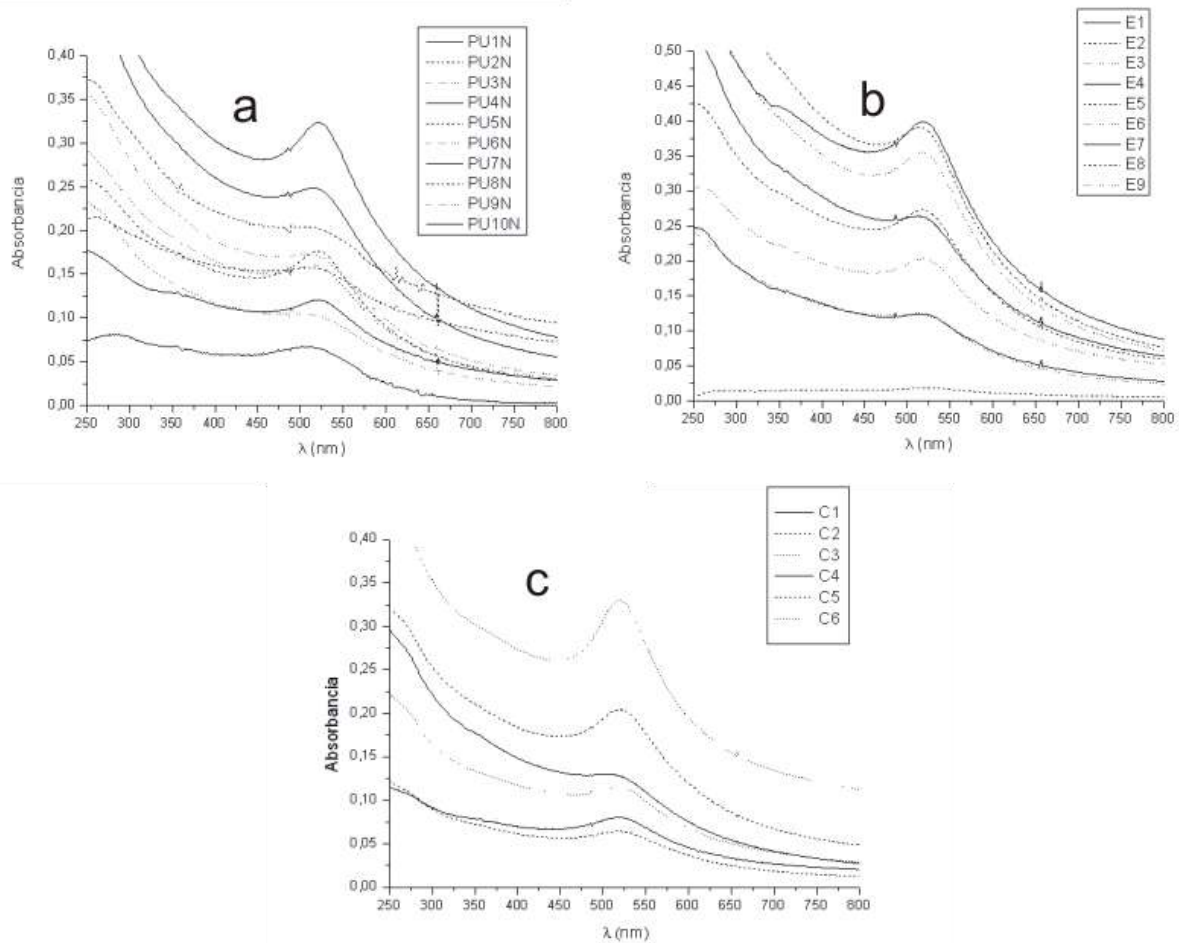 a
0,40
0,35
0,30
0,25
0,20
0,15
0,10
0,05
0,00
Absorbancia
250 300 350 400 450 500 550 600 650 700 750 800
λ (nm)
PU1N
PU2N
PU3N
PU4N
PU5N
PU6N
PU7N
PU8N
PU9N
PU10N
b
0,50
0,45
0,40
0,35
0,30
0,25
0,20
0,15
0,10
0,05
0,00
Absorbancia
250 300 350 400 450 500 550 600 650 700 750 800
λ (nm)
E1
E2
E3
E4
E5
E6
E7
E8
E9
c
0,40
0,35
0,30
0,25
0,20
0,15
0,10
0,05
0,00
Absorbancia
250 300 350 400 450 500 550 600 650 700 750 800
λ (nm)
C1
C2
C3
C4
C5
C6